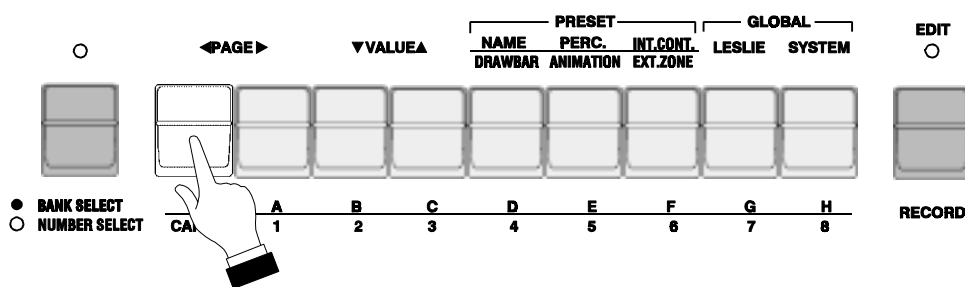 PRESET GLOBAL EDIT
◀PAGE▶ ▼VALUE▲ NAME PERC. INT.CONT. LESLIE SYSTEM
DRAWBAR ANIMATION EXT.ZONE
● BANK SELECT A B C D E F G H RECORD
○ NUMBER SELECT 1 2 3 4 5 6 7 8